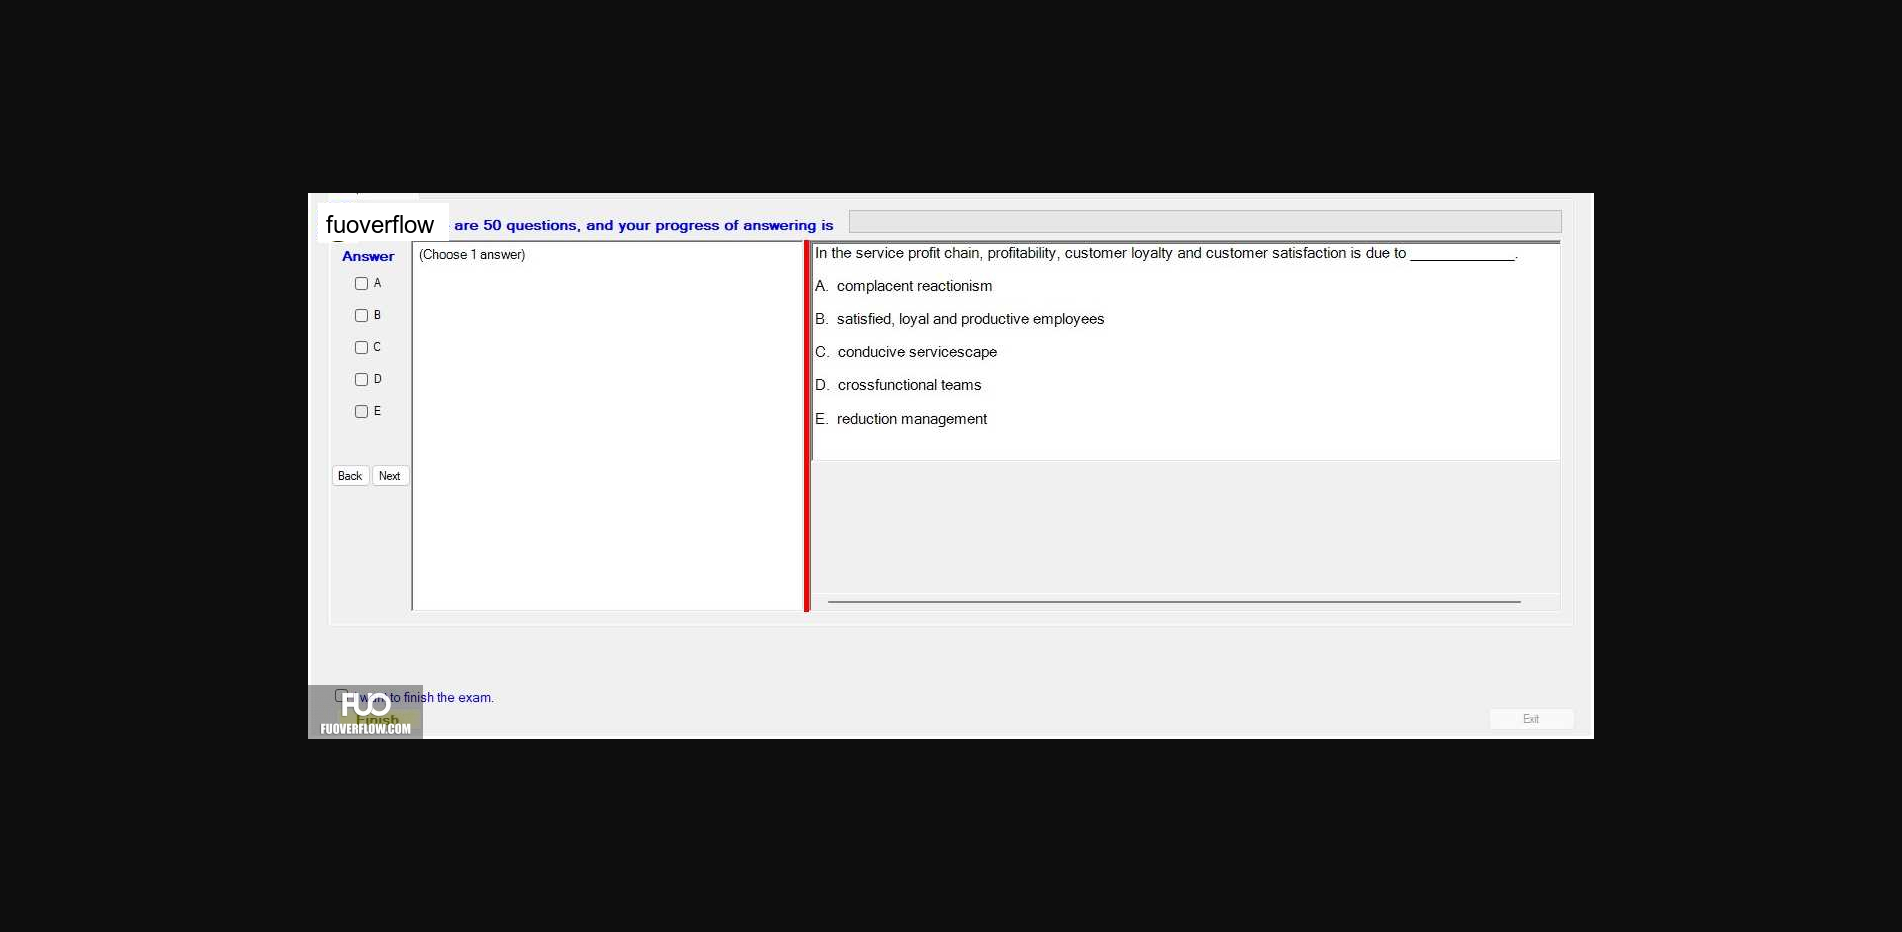 fuoverflow are 50 questions, and your progress of answering is
Answer
(Choose 1 answer)
A
B
C
D
E
Back Next
In the service profit chain, profitability, customer loyalty and customer satisfaction is due to _____________.
A. complacent reactionism
B. satisfied, loyal and productive employees
C. conducive servicescape
D. crossfunctional teams
E. reduction management
want to finish the exam.
FUO
Finish
FUOVERFLOW.COM
Exit